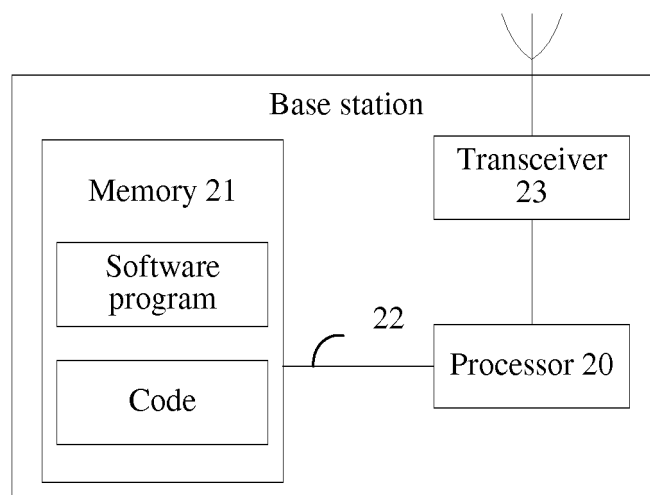 Base station
Memory 21
Software
program
Code
22
Transceiver
23
Processor 20